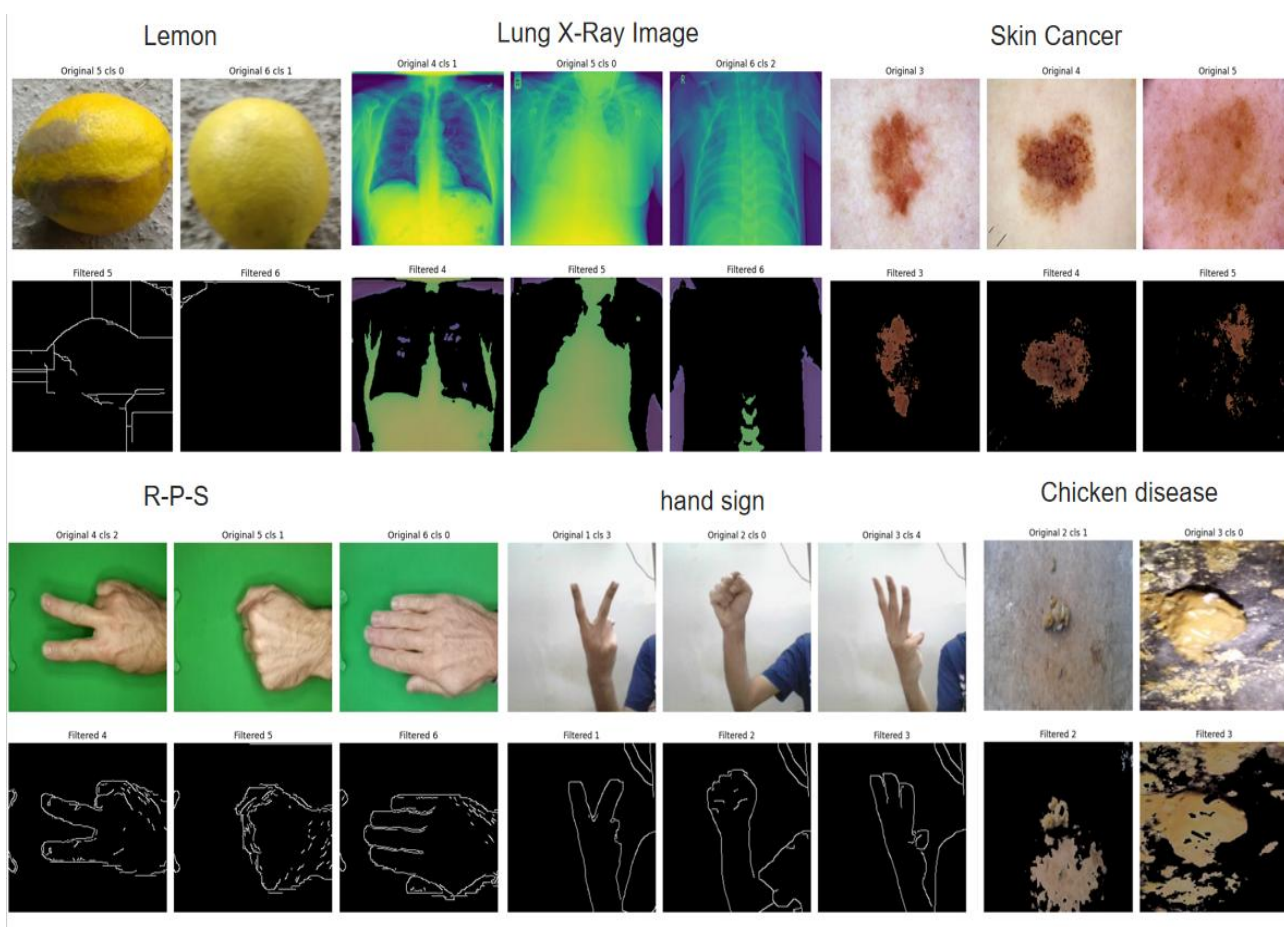 Lemon
Lung X-Ray Image
Skin Cancer
Original 5 cls 0
Original 6 cls 1
Original 4 cls 1
Original 5 cls 0
Original 6 cls 2
Original 3
Original 4
Original 5
Filtered 5
Filtered 6
Filtered 4
Filtered 5
Filtered 6
Filtered 3
Filtered 4
Filtered 5
R-P-S
hand sign
Chicken disease
Original 4 cls 2
Original 5 cls 1
Original 6 cls 0
Original 1 cls 3
Original 2 cls 0
Original 3 cls 4
Original 2 cls 1
Original 3 cls 0
Filtered 4
Filtered 5
Filtered 6
Filtered 1
Filtered 2
Filtered 3
Filtered 2
Filtered 3